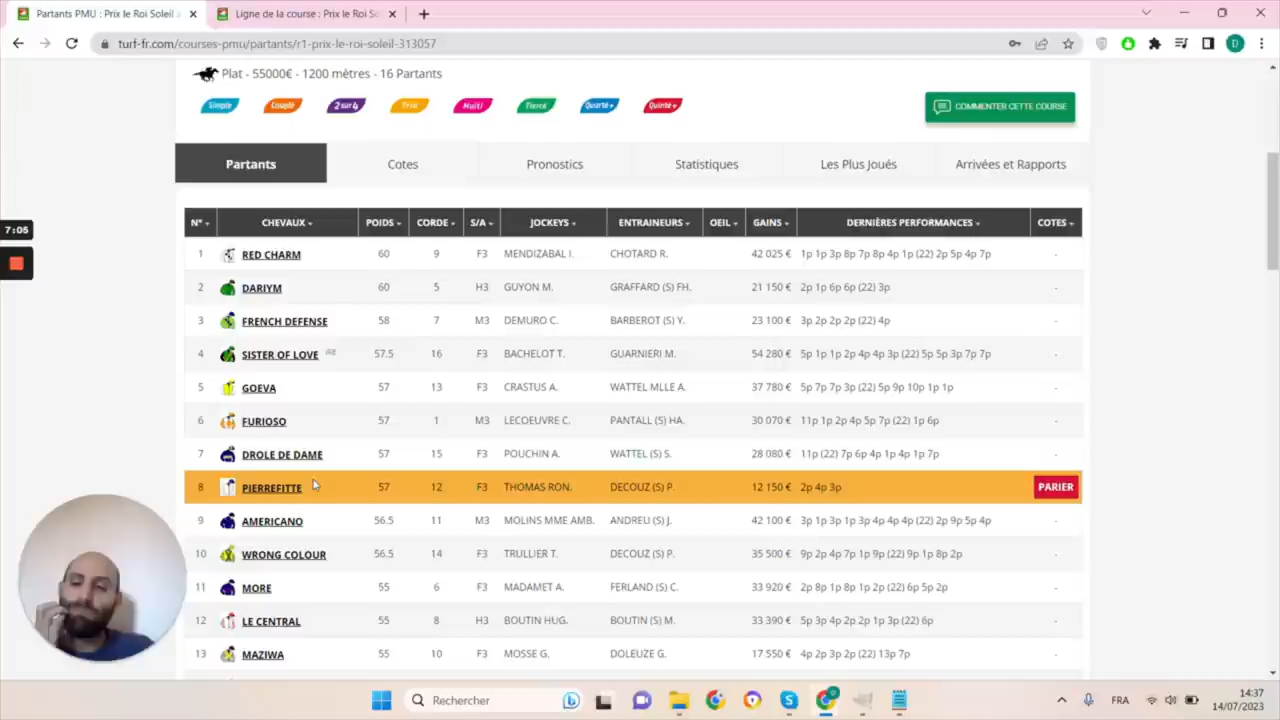 Partants PMU : Prix le Roi Soleil
Ligne de la course : Prix le Roi So
turf-fr.com/courses-pmu/partants/r1-prix-le-roi-soleil-313057
D
Plat - 55000€ - 1200 mètres - 16 Partants
Simple Couplé 2sur4 Trio Multi Tiercé Quarté+ Quinté+
COMMENTER CETTE COURSE
Partants Cotes Pronostics Statistiques Les Plus Joués Arrivées et Rapports
N° CHEVAUX POIDS CORDE S/A JOCKEYS ENTRAINEURS OEIL GAINS DERNIÈRES PERFORMANCES COTES
7:05
1 RED CHARM 60 9 F3 MENDIZABAL I. CHOTARD R. 42 025 € 1p 1p 3p 8p 7p 8p 4p 1p (22) 2p 5p 4p 7p -
2 DARIYM 60 5 H3 GUYON M. GRAFFARD (S) FH. 21 150 € 2p 1p 6p 6p (22) 3p -
3 FRENCH DEFENSE 58 7 M3 DEMURO C. BARBEROT (S) Y. 23 100 € 3p 2p 2p 2p (22) 4p -
4 SISTER OF LOVE 57.5 16 F3 BACHELOT T. GUARNIERI M. 54 280 € 5p 1p 1p 2p 4p 4p 3p (22) 5p 5p 3p 7p 7p -
5 GOEVA 57 13 F3 CRASTUS A. WATTEL MLLE A. 37 780 € 5p 7p 7p 3p (22) 5p 9p 10p 1p 1p -
6 FURIOSO 57 1 M3 LECOEUVRE C. PANTALL (S) HA. 30 070 € 11p 1p 2p 4p 5p 7p (22) 1p 6p -
7 DROLE DE DAME 57 15 F3 POUCHIN A. WATTEL (S) S. 28 080 € 11p (22) 7p 6p 4p 1p 4p 1p 7p -
8 PIERREFITTE 57 12 F3 THOMAS RON. DECOUZ (S) P. 12 150 € 2p 4p 3p PARIER
9 AMERICANO 56.5 11 M3 MOLINS MME AMB. ANDREU (S) J. 42 100 € 3p 1p 3p 1p 3p 4p 4p 4p (22) 2p 9p 5p 4p -
10 WRONG COLOUR 56.5 14 F3 TRULLIER T. DECOUZ (S) P. 35 500 € 9p 2p 4p 7p 1p 9p (22) 9p 1p 8p 2p -
11 MORE 55 6 F3 MADAMET A. FERLAND (S) C. 33 920 € 2p 8p 1p 8p 1p 2p (22) 6p 5p 2p -
12 LE CENTRAL 55 8 H3 BOUTIN HUG. BOUTIN (S) M. 33 390 € 5p 3p 4p 2p 2p 1p 3p (22) 6p -
13 MAZIWA 55 10 F3 MOSSE G. DOLEUZE G. 17 550 € 4p 2p 3p 2p (22) 13p 7p -
Rechercher
FRA
14:37
14/07/2023